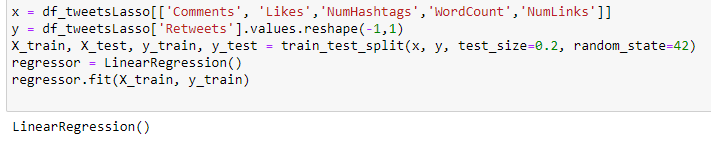 x = df_tweetsLasso[['Comments', 'Likes','NumHashtags','WordCount','NumLinks']]
y = df_tweetsLasso['Retweets'].values.reshape(-1,1)
X_train, X_test, y_train, y_test = train_test_split(x, y, test_size=0.2, random_state=42)
regressor = LinearRegression()
regressor.fit(X_train, y_train)
LinearRegression()